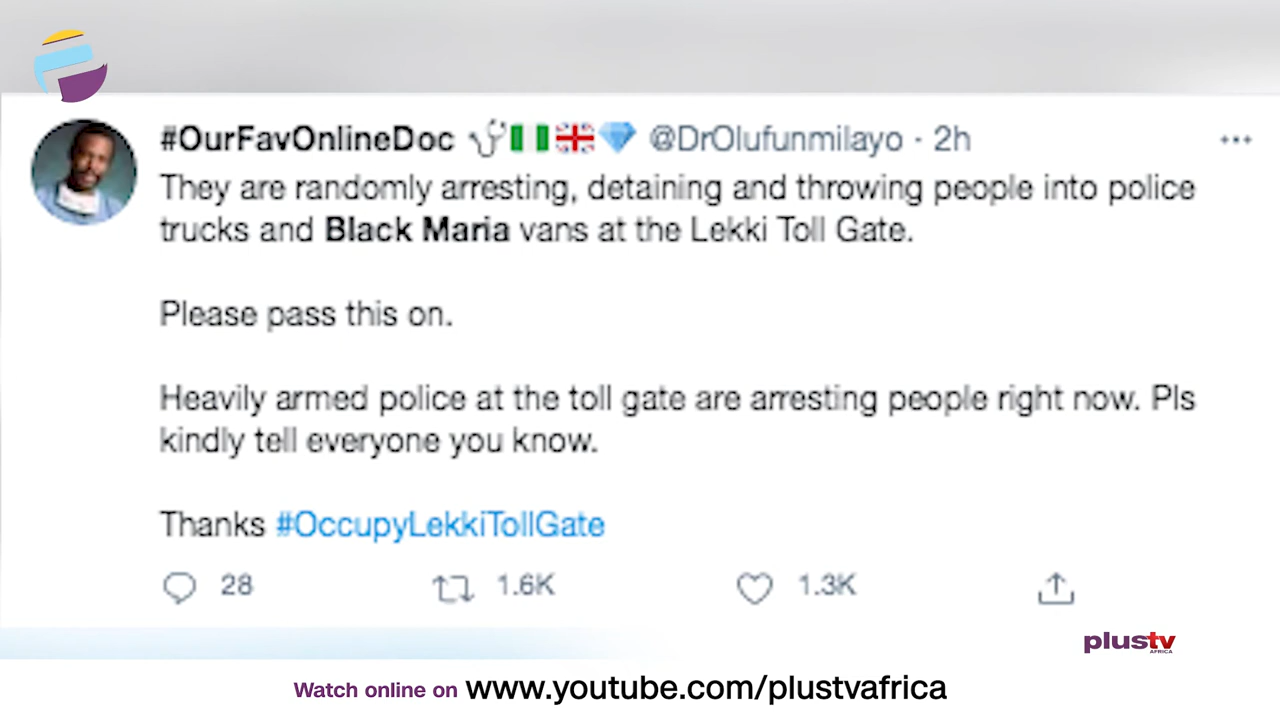 #OurFavOnlineDoc 🩺🇳🇬🇬🇧💎 @DrOlufunmilayo · 2h
They are randomly arresting, detaining and throwing people into police
trucks and Black Maria vans at the Lekki Toll Gate.
Please pass this on.
Heavily armed police at the toll gate are arresting people right now. Pls
kindly tell everyone you know.
Thanks #OccupyLekkiTollGate
28 1.6K 1.3K
plustv
AFRICA
Watch online on www.youtube.com/plustvafrica